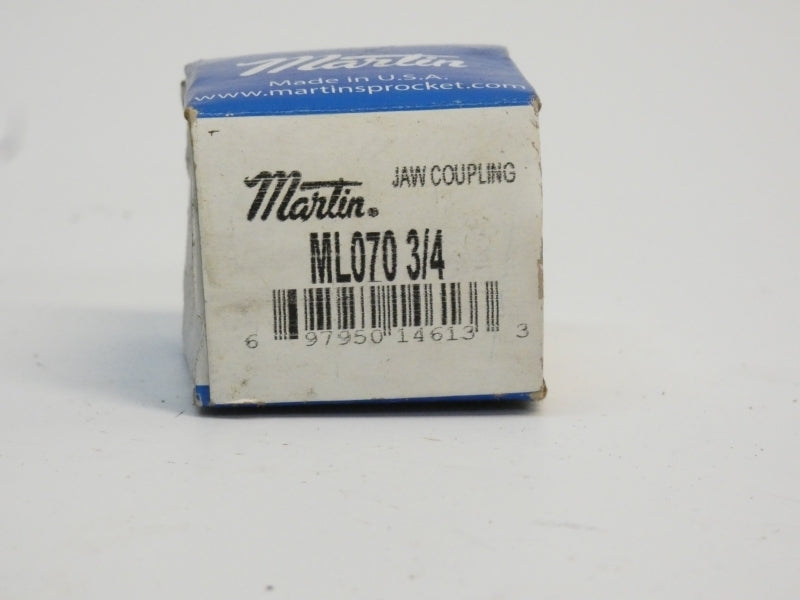 Martin
Made in U.S.A.
www.martinsprocket.com
Martin® JAW COUPLING
ML070 3/4
6 97950 14613 3